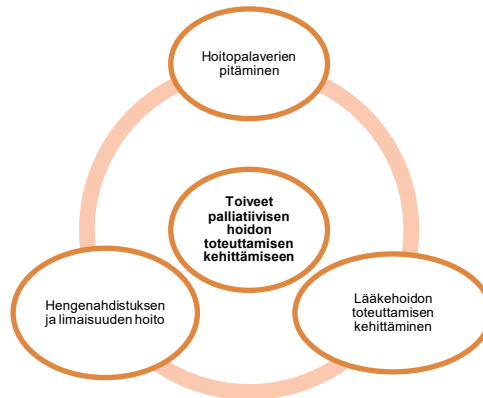 Hoitopalaverien
pitäminen
Toiveet
palliatiivisen
hoidon
toteuttamisen
kehittämiseen
Hengenahdistuksen
ja limaisuuden hoito
Lääkehoidon
toteuttamisen
kehittäminen